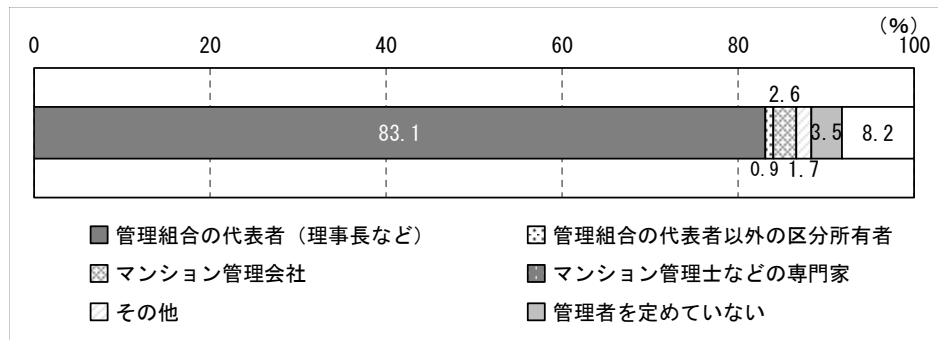 (%)
0 20 40 60 80 100
2.6
83.1 3.5 8.2
0.9 1.7
管理組合の代表者（理事長など） 管理組合の代表者以外の区分所有者
マンション管理会社 マンション管理士などの専門家
その他 管理者を定めていない